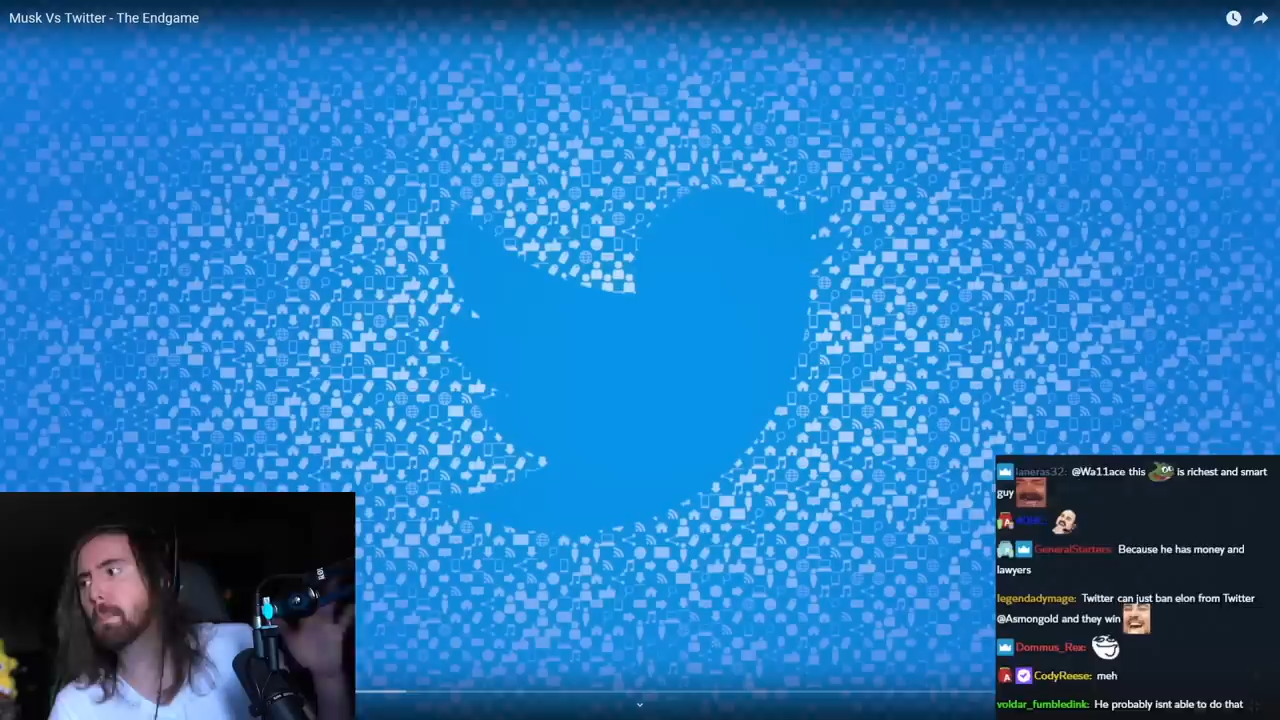 Musk Vs Twitter - The Endgame
laneras32: @Wa11ace this is richest and smart
guy
GeneralStarters: Because he has money and
lawyers
legendadymage: Twitter can just ban elon from Twitter
@Asmongold and they win
Dommus_Rex:
CodyReese: meh
voldar_fumbledink: He probably isnt able to do that